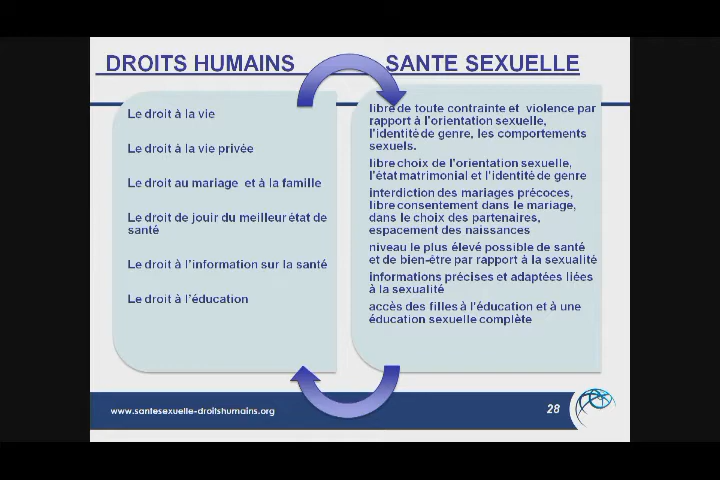 DROITS HUMAINS
SANTE SEXUELLE
Le droit à la vie
Le droit à la vie privée
Le droit au mariage et à la famille
Le droit de jouir du meilleur état de
santé
Le droit à l'information sur la santé
Le droit à l'éducation
libre de toute contrainte et violence par
rapport à l'orientation sexuelle,
l'identité de genre, les comportements
sexuels.
libre choix de l'orientation sexuelle,
l'état matrimonial et l'identité de genre
interdiction des mariages précoces,
libre consentement dans le mariage,
dans le choix des partenaires,
espacement des naissances
niveau le plus élevé possible de santé
et de bien-être par rapport à la sexualité
informations précises et adaptées liées
à la sexualité
accès des filles à l'éducation et à une
éducation sexuelle complète
www.santesexuelle-droitshumains.org
28